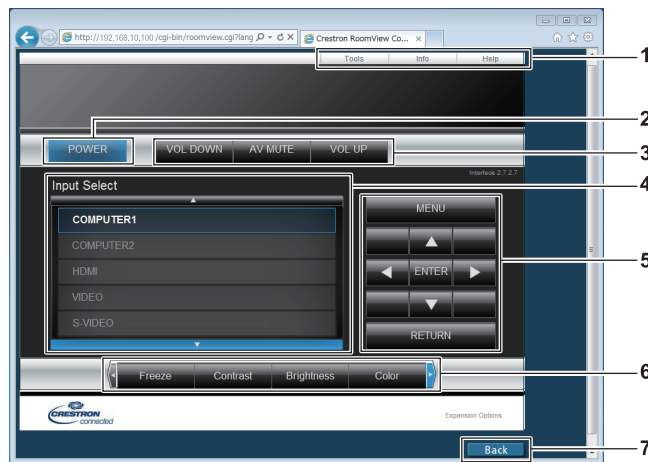 http://192.168.10.100 /cgi-bin/roomview.cgi?lang
Crestron RoomView Co...
Tools Info Help
1
2
POWER VOL DOWN AV MUTE VOL UP
3
Interface 2.7.2.7
4
Input Select
COMPUTER1
COMPUTER2
HDMI
VIDEO
S-VIDEO
MENU
ENTER
RETURN
5
Freeze Contrast Brightness Color
6
CRESTRON
connected
Expansion Options
Back
7